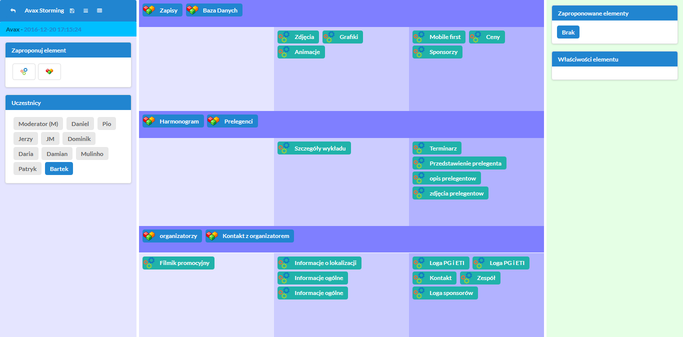 Avax Storming
Avax - 2016-12-10 17:15:24
Zaproponuj element
Uczestnicy
Moderator (M) Daniel Pio
Jerzy JM Dominik
Daria Damian Mulinho
Patryk Bartek
Zapisy Baza Danych
Zdjęcia Grafiki
Animacje
Mobile first Ceny
Sponsorzy
Harmonogram Prelegenci
Szczegóły wykładu
Terminarz
Przedstawienie prelegenta
opis prelegentow
zdjęcia prelegentow
organizatorzy Kontakt z organizatorem
Filmik promocyjny
Informacje o lokalizacji
Informacje ogólne
Informacje ogólne
Loga PG i ETI Loga PG i ETI
Kontakt Zespół
Loga sponsorów
Zaproponowane elementy
Brak
Właściwości elementu